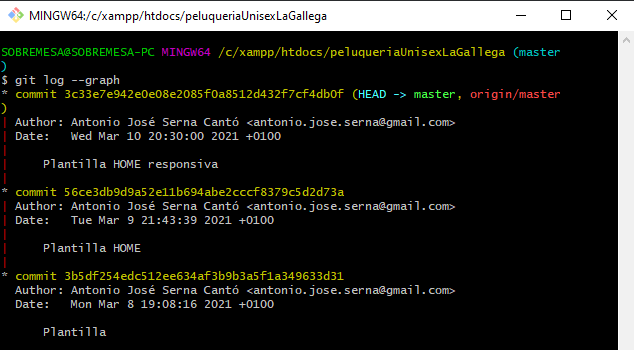 MINGW64:/c/xampp/htdocs/peluqueriaUnisexLaGallega
SOBREMESA@SOBREMESA-PC MINGW64 /c/xampp/htdocs/peluqueriaUnisexLaGallega (master
)
$ git log --graph
* commit 3c33e7e942e0e08e2085f0a8512d432f7cf4db0f (HEAD -> master, origin/master
)
| Author: Antonio José Serna Cantó <antonio.jose.serna@gmail.com>
| Date:   Wed Mar 10 20:30:00 2021 +0100
|
|     Plantilla HOME responsiva
|
* commit 56ce3db9d9a52e11b694abe2cccf8379c5d2d73a
| Author: Antonio José Serna Cantó <antonio.jose.serna@gmail.com>
| Date:   Tue Mar 9 21:43:39 2021 +0100
|
|     Plantilla HOME
|
* commit 3b5df254edc512ee634af3b9b3a5f1a349633d31
  Author: Antonio José Serna Cantó <antonio.jose.serna@gmail.com>
  Date:   Mon Mar 8 19:08:16 2021 +0100
      Plantilla